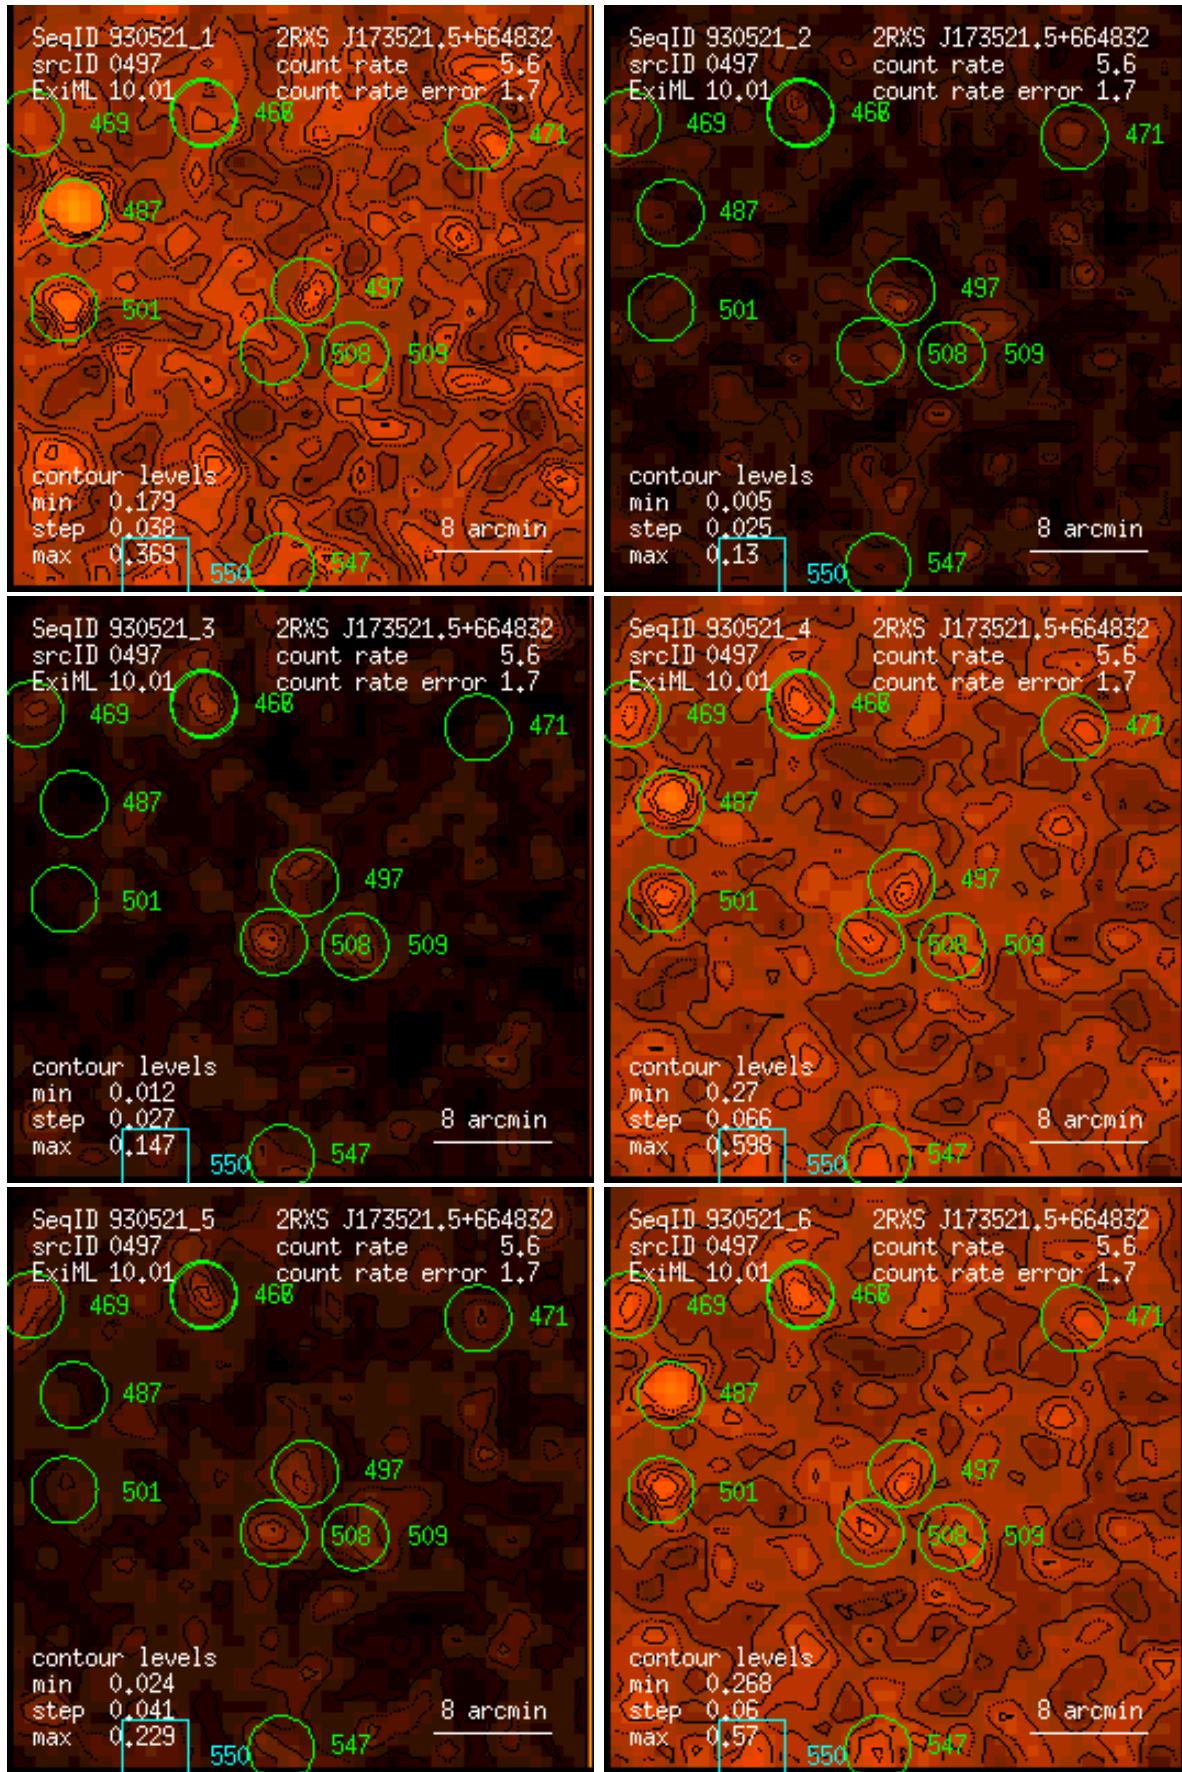 SeqID 930521_1 2RXS J173521.5+664832
srcID 0497 count rate 5.6
ExiML 10.01 count rate error 1.7
469 471
487
497
501
508 509
contour levels
min 0.179
step 0.038 8 arcmin
max 0.369
550 547
SeqID 930521_2 2RXS J173521.5+664832
srcID 0497 count rate 5.6
ExiML 10.01 count rate error 1.7
469 471
487
497
501
508 509
contour levels
min 0.005
step 0.025 8 arcmin
max 0.13
550 547
SeqID 930521_3 2RXS J173521.5+664832
srcID 0497 count rate 5.6
ExiML 10.01 count rate error 1.7
469 471
487
497
501
508 509
contour levels
min 0.012
step 0.027 8 arcmin
max 0.147
550 547
SeqID 930521_4 2RXS J173521.5+664832
srcID 0497 count rate 5.6
ExiML 10.01 count rate error 1.7
469 471
487
497
501
508 509
contour levels
min 0.27
step 0.066 8 arcmin
max 0.598
550 547
SeqID 930521_5 2RXS J173521.5+664832
srcID 0497 count rate 5.6
ExiML 10.01 count rate error 1.7
469 471
487
497
501
508 509
contour levels
min 0.024
step 0.041 8 arcmin
max 0.229
550 547
SeqID 930521_6 2RXS J173521.5+664832
srcID 0497 count rate 5.6
ExiML 10.01 count rate error 1.7
469 471
487
497
501
508 509
contour levels
min 0.268
step 0.06 8 arcmin
max 0.57
550 547